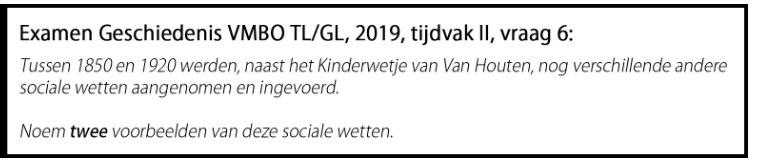 Examen Geschiedenis VMBO TL/GL, 2019, tijdvak II, vraag 6:
Tussen 1850 en 1920 werden, naast het Kinderwetje van Van Houten, nog verschillende andere
sociale wetten aangenomen en ingevoerd.
Noem twee voorbeelden van deze sociale wetten.